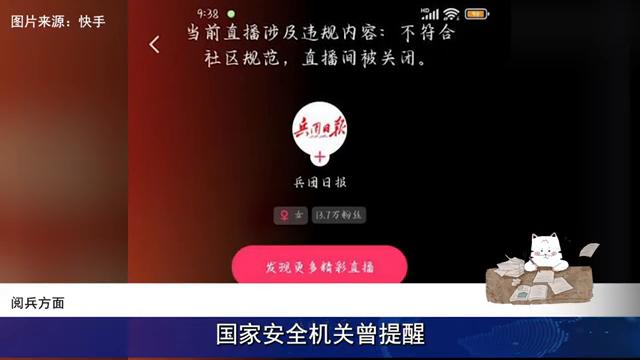 图片来源：快手
9:38
HD
当前直播涉及违规内容：不符合
社区规范，直播间被关闭。
兵团日报
兵团日报
女
13.7万粉丝
发现更多精彩直播
阅兵方面
国家安全机关曾提醒